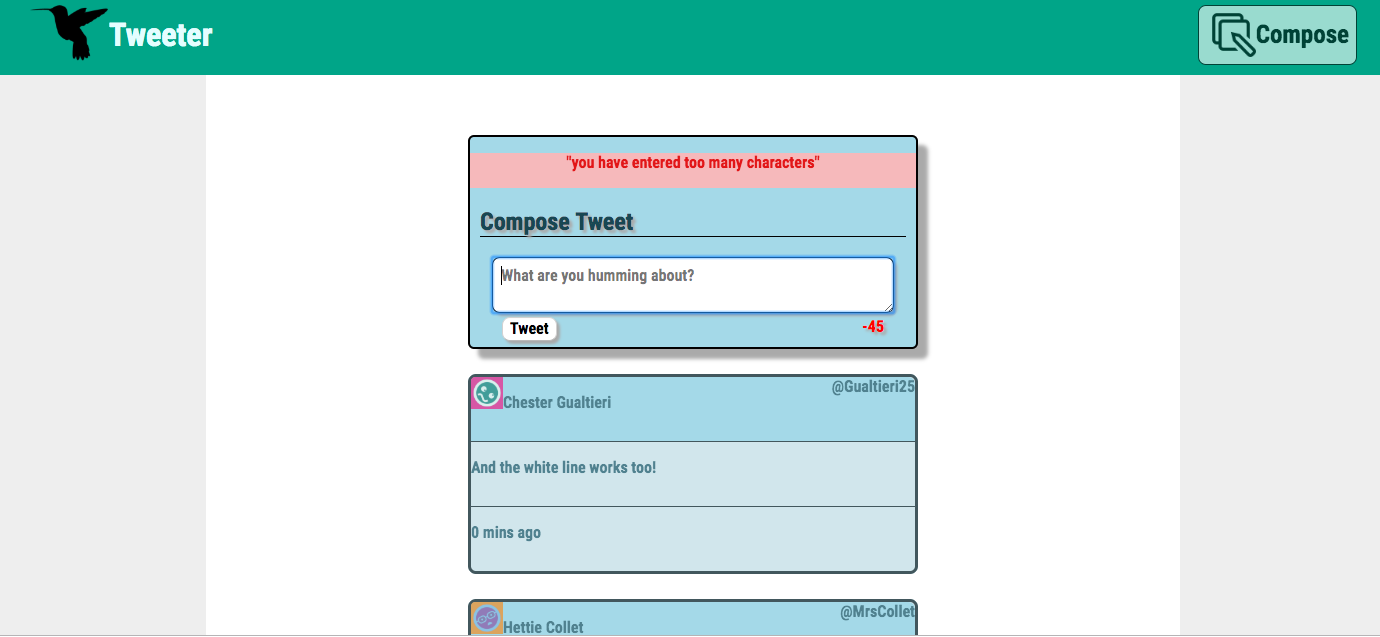 Tweeter
Compose
"you have entered too many characters"
Compose Tweet
What are you humming about?
Tweet
-45
@Gualtieri25
Chester Gualtieri
And the white line works too!
0 mins ago
@MrsCollet
Hettie Collet